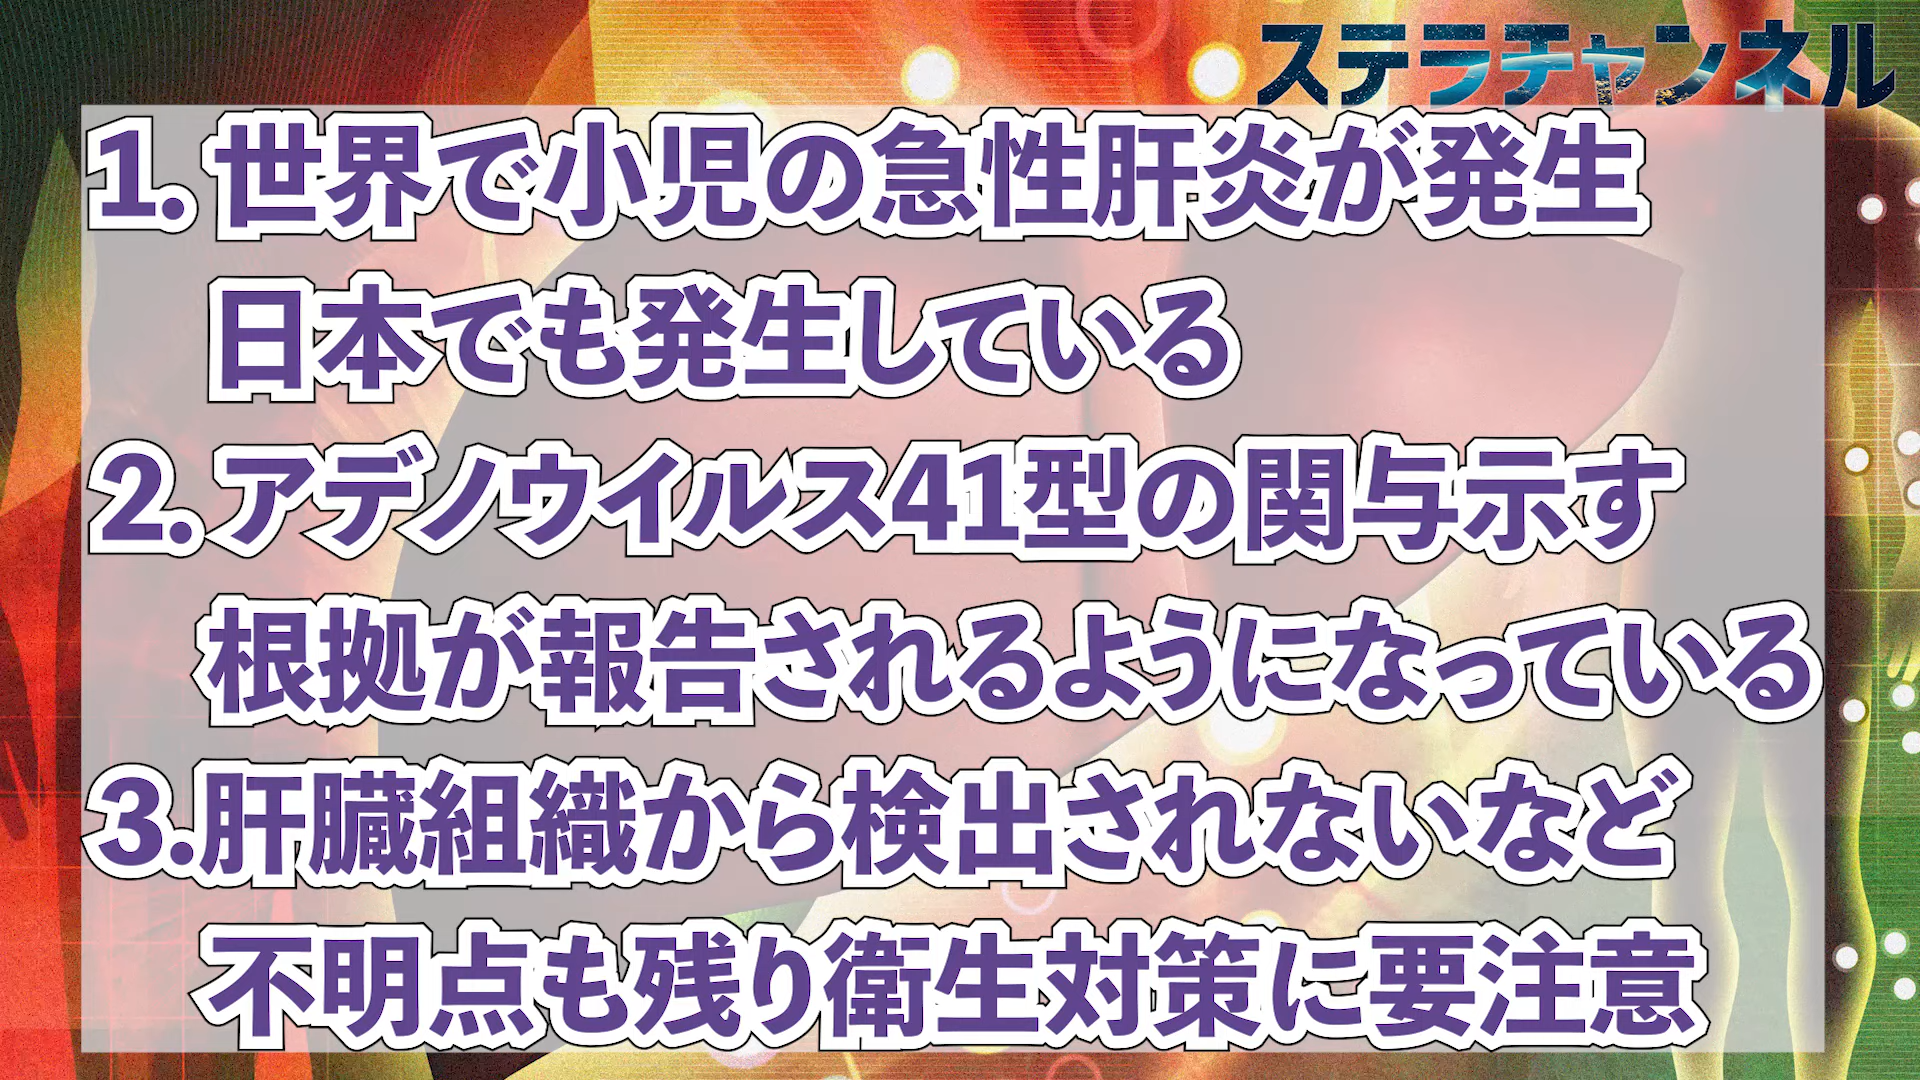 ステラチャンネル
1. 世界で小児の急性肝炎が発生
日本でも発生している
2. アデノウイルス41型の関与示す
根拠が報告されるようになっている
3.肝臓組織から検出されないなど
不明点も残り衛生対策に要注意